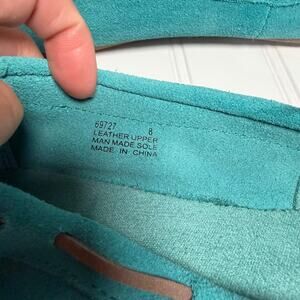 69727 8
LEATHER UPPER
MAN MADE SOLE
MADE IN CHINA